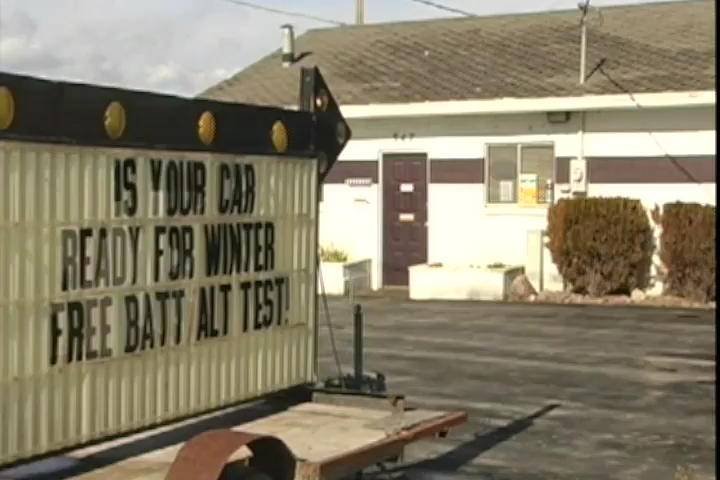 IS YOUR CAR
READY FOR WINTER
FREE BATT/ALT TEST!